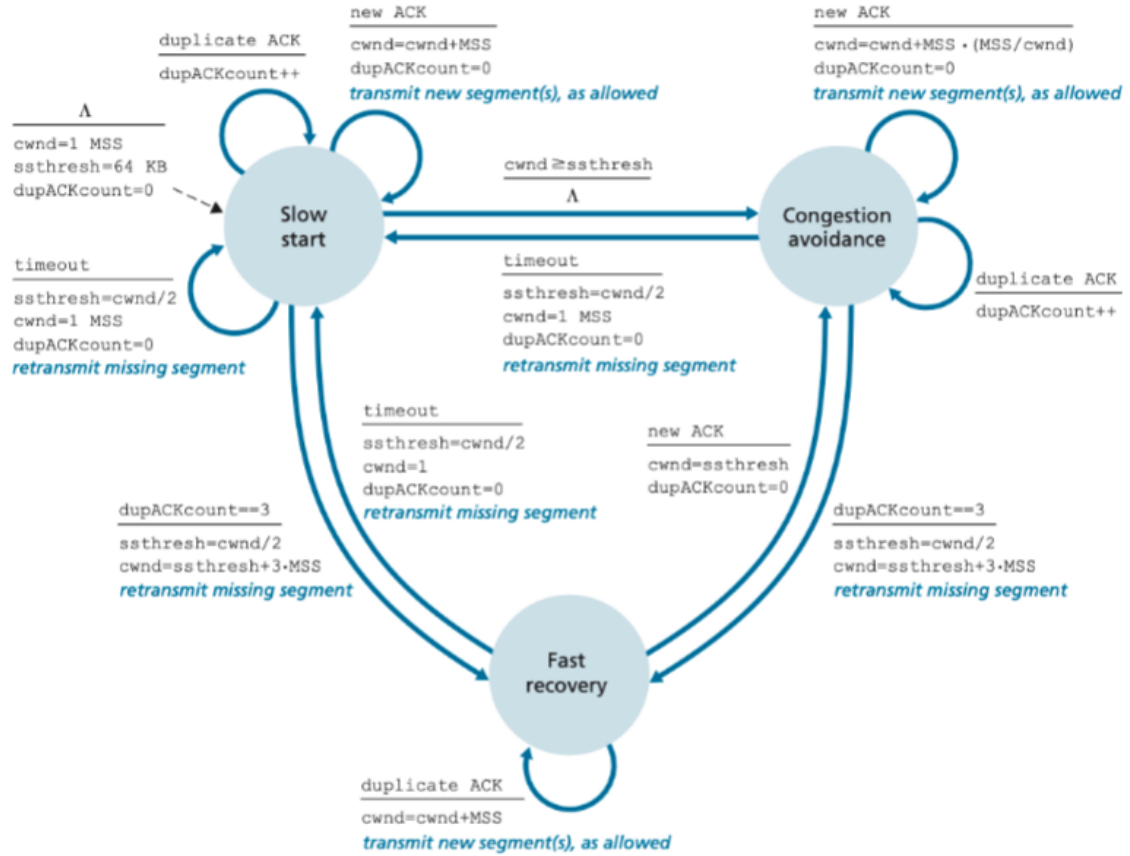 duplicate ACK
dupACKcount++
new ACK
cwnd=cwnd+MSS
dupACKcount=0
transmit new segment(s), as allowed
new ACK
cwnd=cwnd+MSS · (MSS/cwnd)
dupACKcount=0
transmit new segment(s), as allowed
Λ
cwnd=1 MSS
ssthresh=64 KB
dupACKcount=0
Slow
start
cwnd ≥ssthresh
Λ
Congestion
avoidance
timeout
ssthresh=cwnd/2
cwnd=1 MSS
dupACKcount=0
retransmit missing segment
timeout
ssthresh=cwnd/2
cwnd=1 MSS
dupACKcount=0
retransmit missing segment
duplicate ACK
dupACKcount++
timeout
ssthresh=cwnd/2
cwnd=1
dupACKcount=0
retransmit missing segment
new ACK
cwnd=ssthresh
dupACKcount=0
dupACKcount==3
ssthresh=cwnd/2
cwnd=ssthresh+3·MSS
retransmit missing segment
dupACKcount==3
ssthresh=cwnd/2
cwnd=ssthresh+3·MSS
retransmit missing segment
Fast
recovery
duplicate ACK
cwnd=cwnd+MSS
transmit new segment(s), as allowed